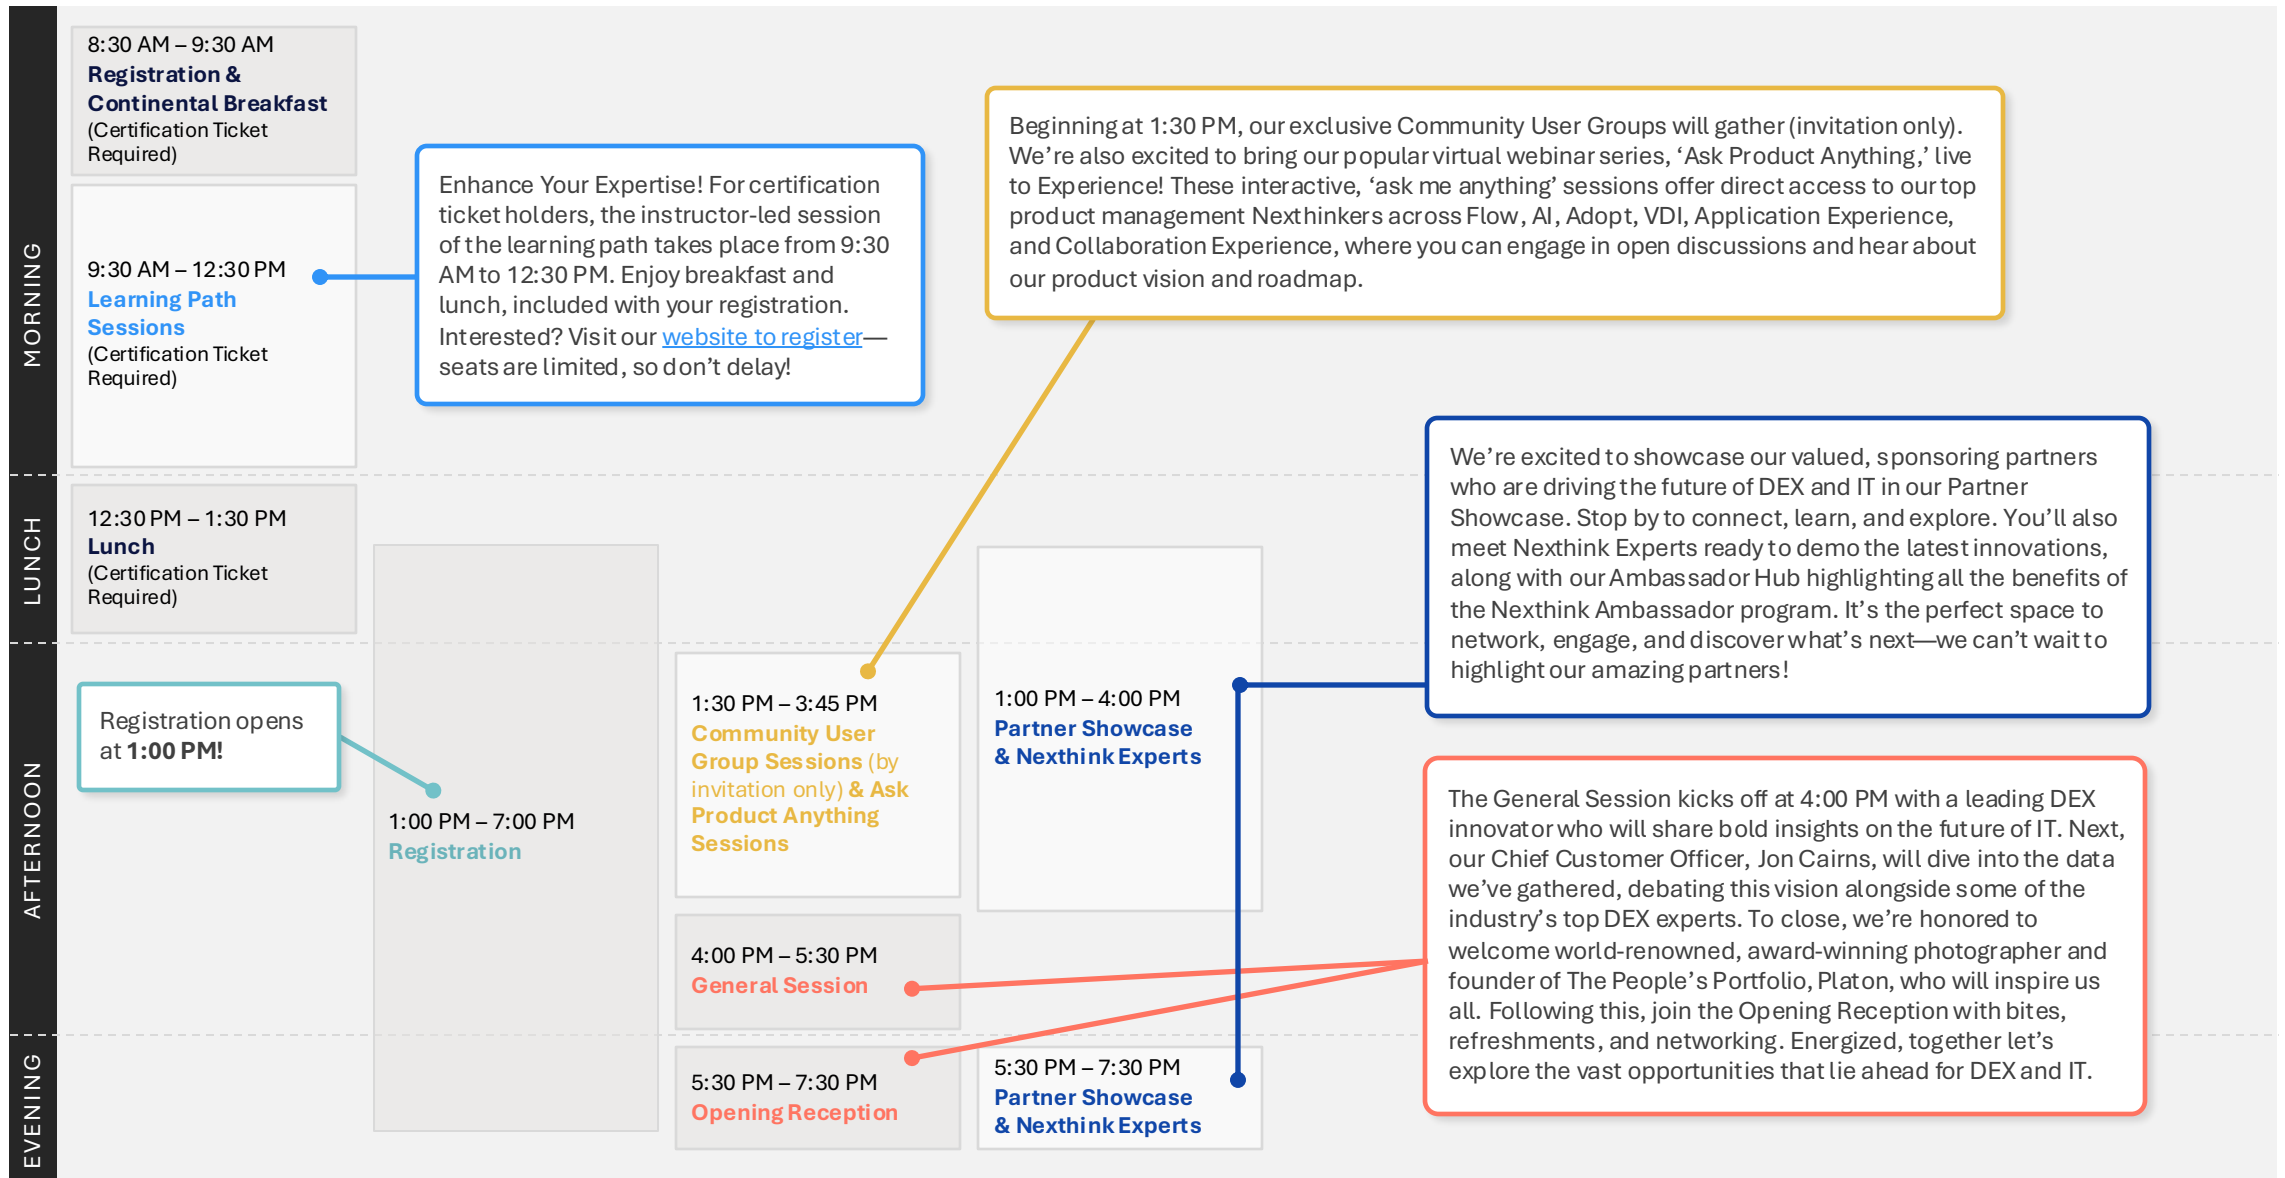 MORNING
8:30 AM – 9:30 AM
Registration &
Continental Breakfast
(Certification Ticket
Required)
9:30 AM – 12:30 PM
Learning Path
Sessions
(Certification Ticket
Required)
Enhance Your Expertise! For certification
ticket holders, the instructor-led session
of the learning path takes place from 9:30
AM to 12:30 PM. Enjoy breakfast and
lunch, included with your registration.
Interested? Visit our website to register—
seats are limited, so don’t delay!
Beginning at 1:30 PM, our exclusive Community User Groups will gather (invitation only).
We’re also excited to bring our popular virtual webinar series, ‘Ask Product Anything,’ live
to Experience! These interactive, ‘ask me anything’ sessions offer direct access to our top
product management Nexthinkers across Flow, AI, Adopt, VDI, Application Experience,
and Collaboration Experience, where you can engage in open discussions and hear about
our product vision and roadmap.
LUNCH
12:30 PM – 1:30 PM
Lunch
(Certification Ticket
Required)
We’re excited to showcase our valued, sponsoring partners
who are driving the future of DEX and IT in our Partner
Showcase. Stop by to connect, learn, and explore. You’ll also
meet Nexthink Experts ready to demo the latest innovations,
along with our Ambassador Hub highlighting all the benefits of
the Nexthink Ambassador program. It’s the perfect space to
network, engage, and discover what’s next—we can’t wait to
highlight our amazing partners!
AFTERNOON
Registration opens
at 1:00 PM!
1:00 PM – 7:00 PM
Registration
1:30 PM – 3:45 PM
Community User
Group Sessions (by
invitation only) & Ask
Product Anything
Sessions
1:00 PM – 4:00 PM
Partner Showcase
& Nexthink Experts
4:00 PM – 5:30 PM
General Session
The General Session kicks off at 4:00 PM with a leading DEX
innovator who will share bold insights on the future of IT. Next,
our Chief Customer Officer, Jon Cairns, will dive into the data
we’ve gathered, debating this vision alongside some of the
industry’s top DEX experts. To close, we’re honored to
welcome world-renowned, award-winning photographer and
founder of The People’s Portfolio, Platon, who will inspire us
all. Following this, join the Opening Reception with bites,
refreshments, and networking. Energized, together let’s
explore the vast opportunities that lie ahead for DEX and IT.
EVENING
5:30 PM – 7:30 PM
Opening Reception
5:30 PM – 7:30 PM
Partner Showcase
& Nexthink Experts